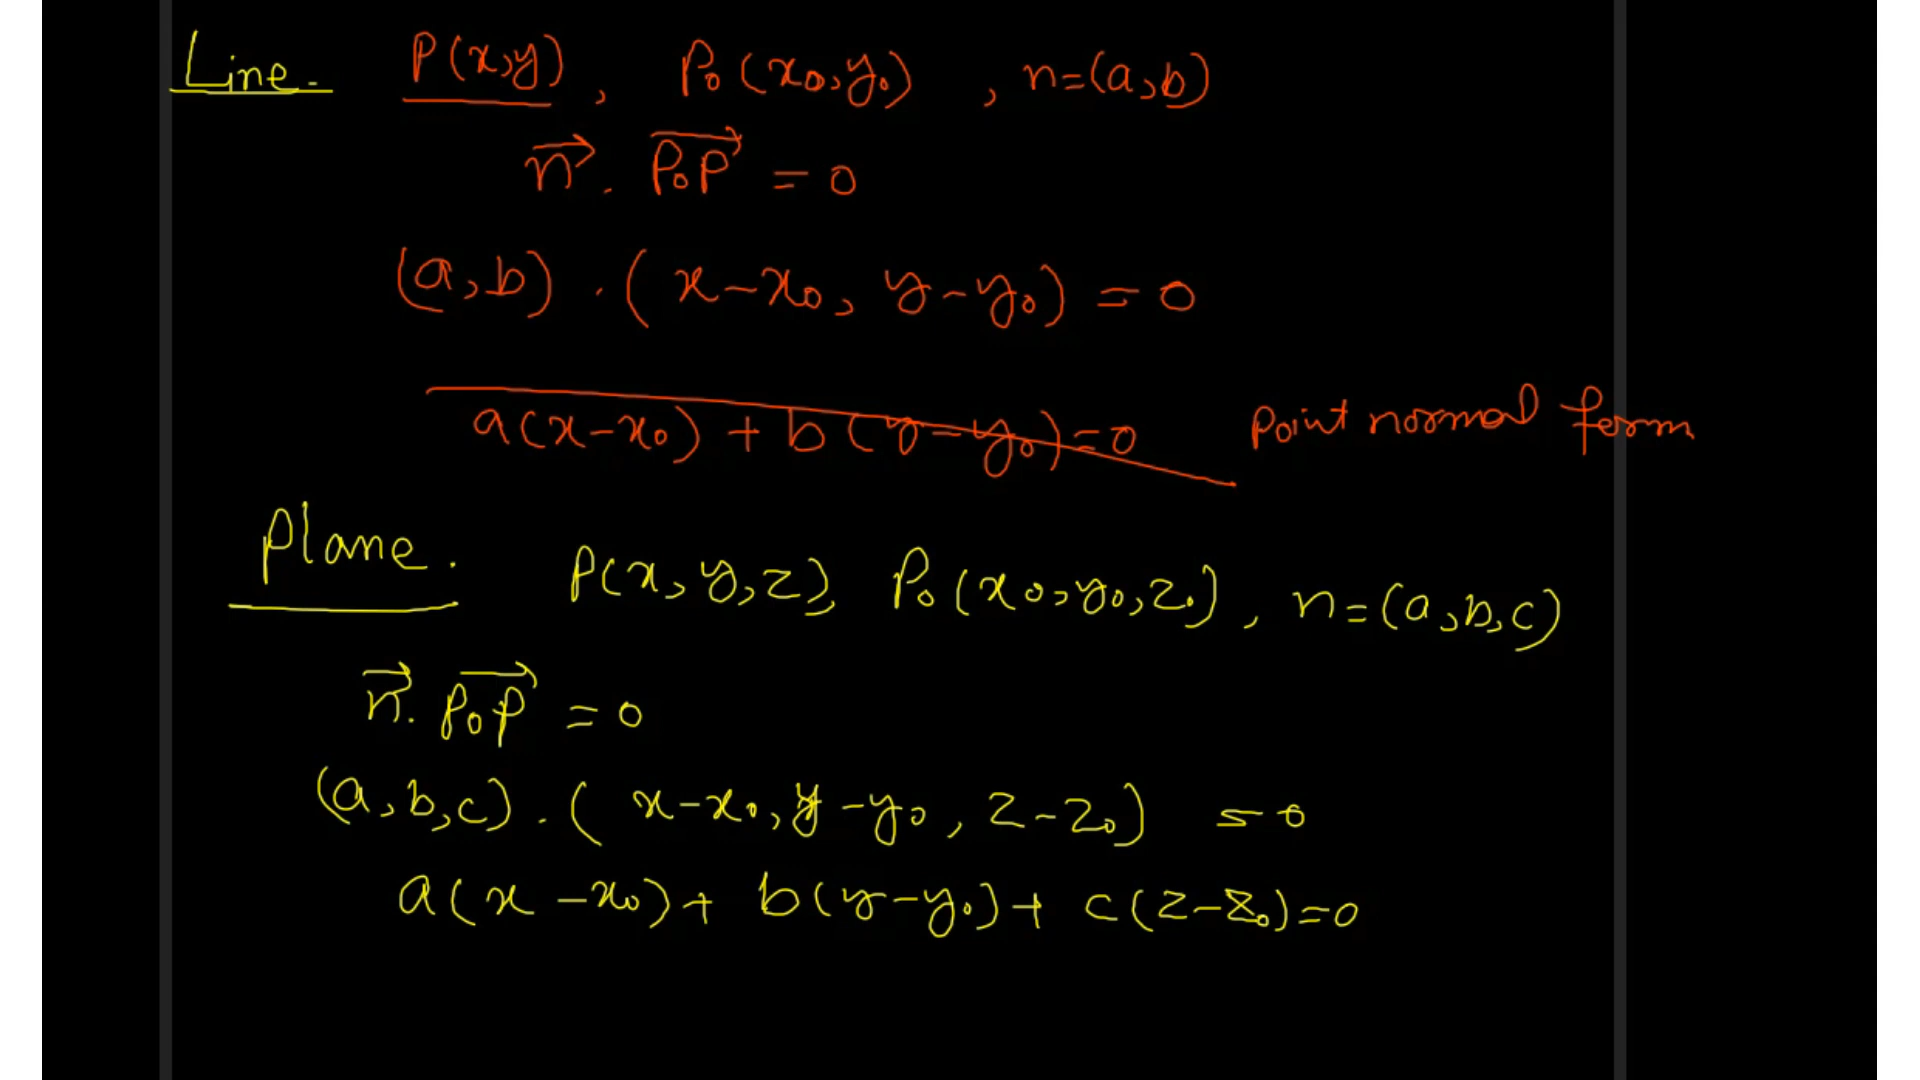 Line. P(x,y), P₀(x₀,y₀), n=(a,b)
n⃗. P₀P⃗ = 0
(a,b) . (x-x₀, y-y₀) = 0
a(x-x₀) + b(y-y₀)=0 Point normal form
Plane. P(x,y,z), P₀(x₀,y₀,z₀), n=(a,b,c)
n⃗. P₀P⃗ = 0
(a,b,c) . (x-x₀, y-y₀, z-z₀) = 0
a(x-x₀)+ b(y-y₀)+ c(z-z₀)=0